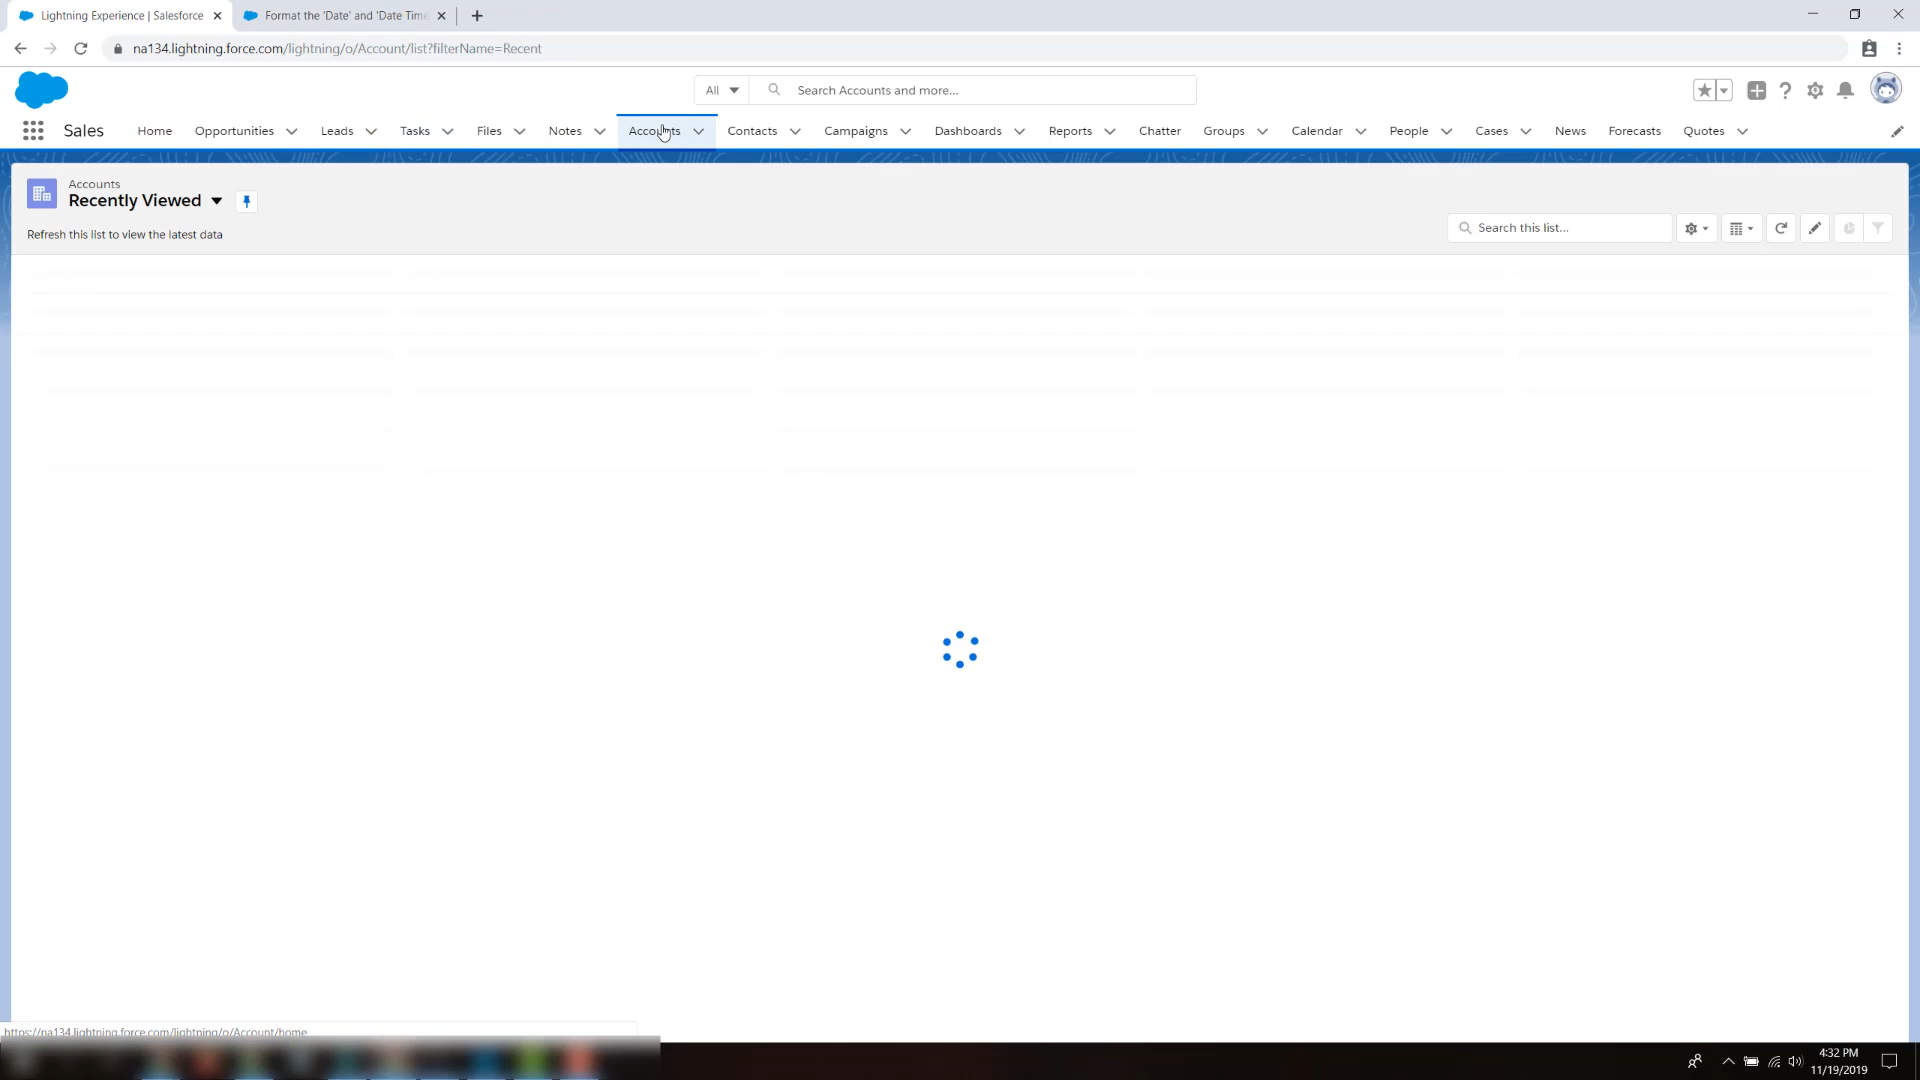 Lightning Experience | Salesforce
Format the 'Date' and 'Date Time
na134.lightning.force.com/lightning/o/Account/list?filterName=Recent
All
Search Accounts and more...
Sales
Home
Opportunities
Leads
Tasks
Files
Notes
Accounts
Contacts
Campaigns
Dashboards
Reports
Chatter
Groups
Calendar
People
Cases
News
Forecasts
Quotes
Accounts
Recently Viewed
Refresh this list to view the latest data
Search this list...
https://na134.lightning.force.com/lightning/o/Account/home
4:32 PM
11/19/2019